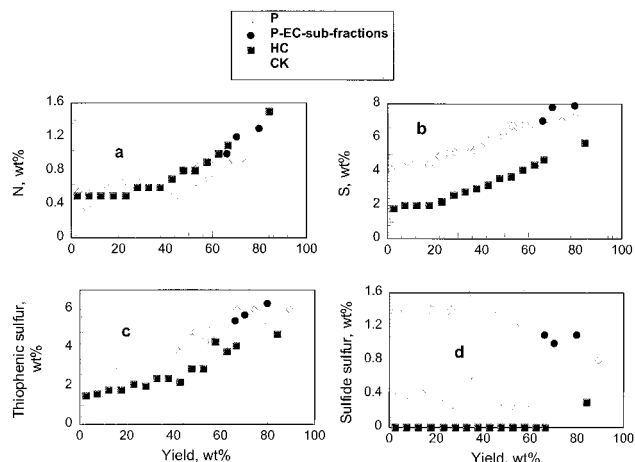 P
P-EC-sub-fractions
HC
CK
1.6
1.2
0.8
0.4
0
N, wt%
a
0
20
40
60
80
100
8
6
4
2
0
S, wt%
b
0
20
40
60
80
100
6
4
2
0
Thiophenic sulfur,
wt%
c
0
20
40
60
80
100
Yield, wt%
1.6
1.2
0.8
0.4
0
Sulfide sulfur, wt%
d
0
20
40
60
80
100
Yield, wt%